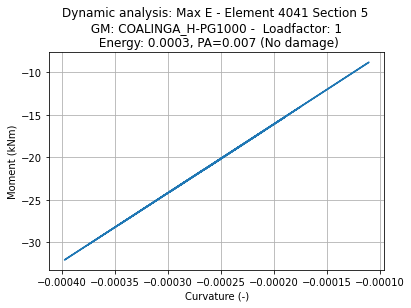 Dynamic analysis: Max E - Element 4041 Section 5
GM: COALINGA_H-PG1000 -  Loadfactor: 1
Energy: 0.0003, PA=0.007 (No damage)
Moment (kNm)
−10
−15
−20
−25
−30
−0.00040 −0.00035 −0.00030 −0.00025 −0.00020 −0.00015 −0.00010
Curvature (-)